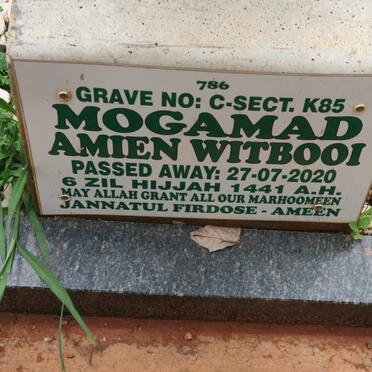 786
GRAVE NO: C-SECT. K85
MOGAMAD
AMIEN WITBOOI
PASSED AWAY: 27-07-2020
6 ZIL HIJJAH 1441 A.H.
MAY ALLAH GRANT ALL OUR MARHOOMEEN
JANNATUL FIRDOSE - AMEEN